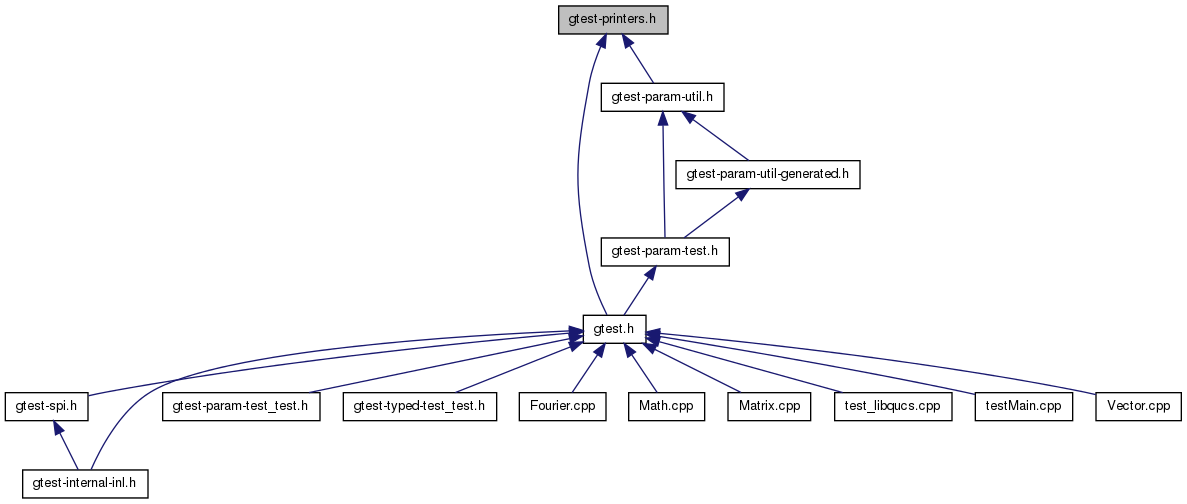 gtest-printers.h
gtest-param-util.h
gtest-param-util-generated.h
gtest-param-test.h
gtest.h
gtest-spi.h
gtest-param-test_test.h
gtest-typed-test_test.h
Fourier.cpp
Math.cpp
Matrix.cpp
test_libqucs.cpp
testMain.cpp
Vector.cpp
gtest-internal-inl.h